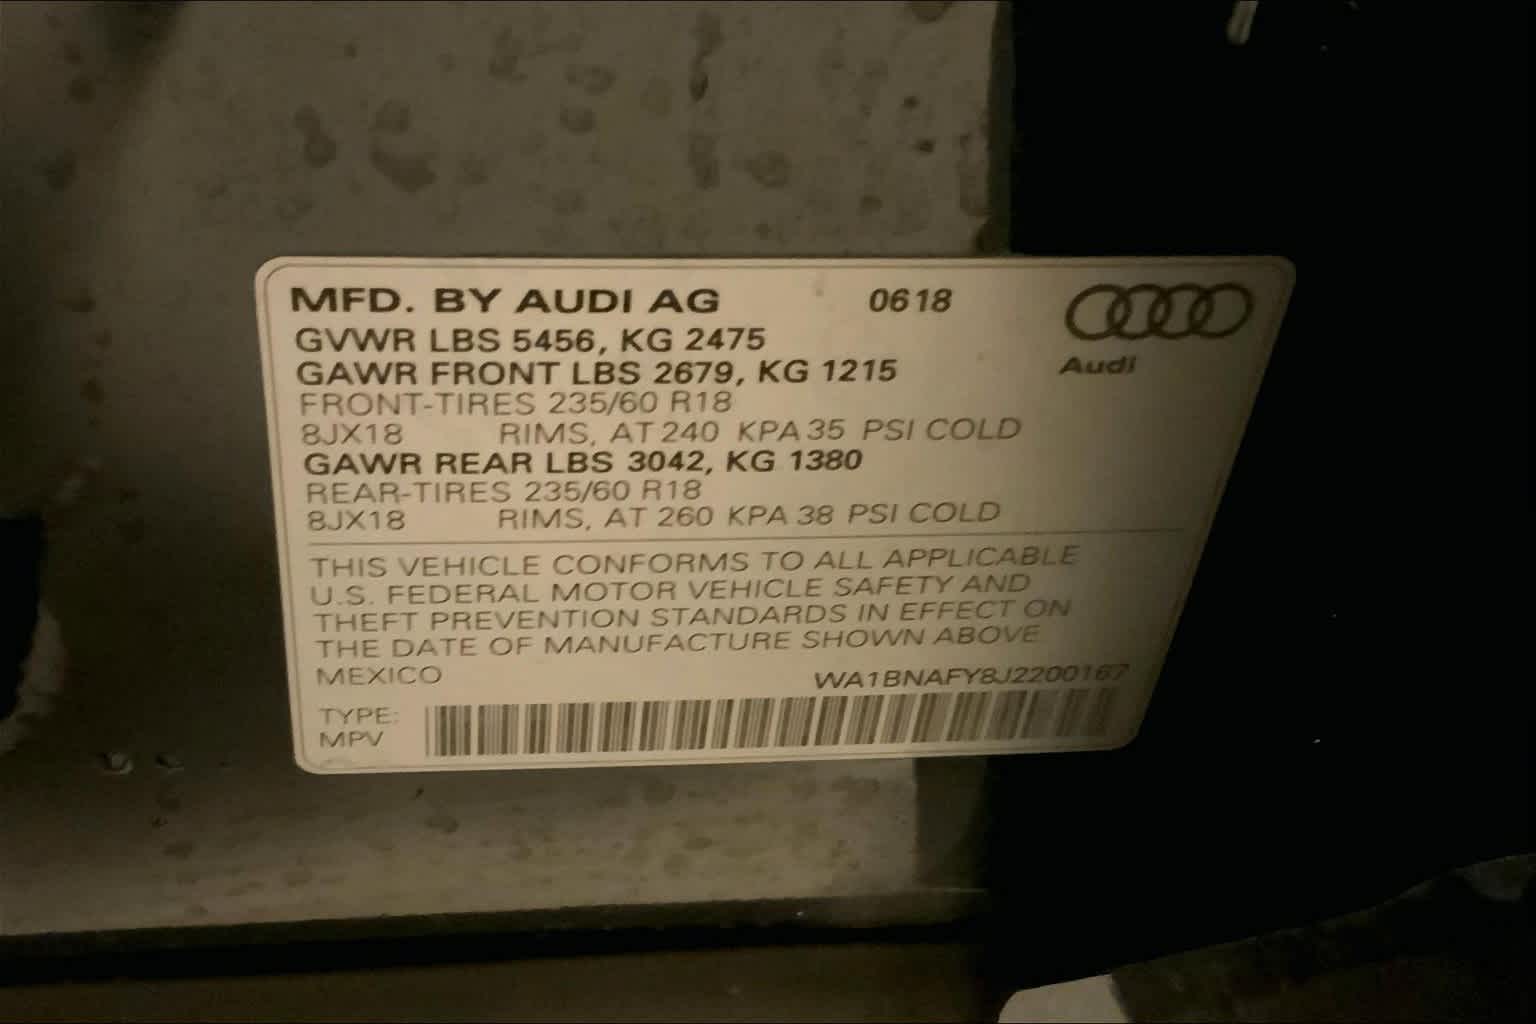 MFD. BY AUDI AG 0618
GVWR LBS 5456, KG 2475
GAWR FRONT LBS 2679, KG 1215
Audi
FRONT-TIRES 235/60 R18
8JX18 RIMS, AT 240 KPA 35 PSI COLD
GAWR REAR LBS 3042, KG 1380
REAR-TIRES 235/60 R18
8JX18 RIMS, AT 260 KPA 38 PSI COLD
THIS VEHICLE CONFORMS TO ALL APPLICABLE
U.S. FEDERAL MOTOR VEHICLE SAFETY AND
THEFT PREVENTION STANDARDS IN EFFECT ON
THE DATE OF MANUFACTURE SHOWN ABOVE
MEXICO WA1BNAFY8J2200167
TYPE:
MPV